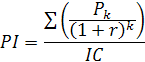 PI = ∑(P_k / (1 + r)^k) / IC